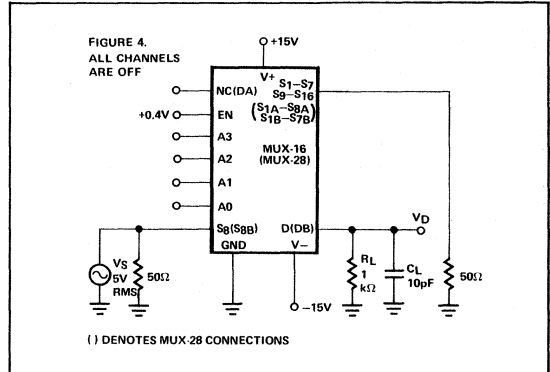 FIGURE 4.
ALL CHANNELS
ARE OFF
+15V
V+
NC(DA)
S1–S7
S9–S16
(S1A–S8A)
(S1B–S7B)
+0.4V
EN
A3
MUX-16
(MUX-28)
A2
A1
A0
S8(S8B)
D(DB)
VD
GND
V–
VS
5V
RMS
50Ω
RL
1
kΩ
CL
10pF
50Ω
–15V
( ) DENOTES MUX-28 CONNECTIONS